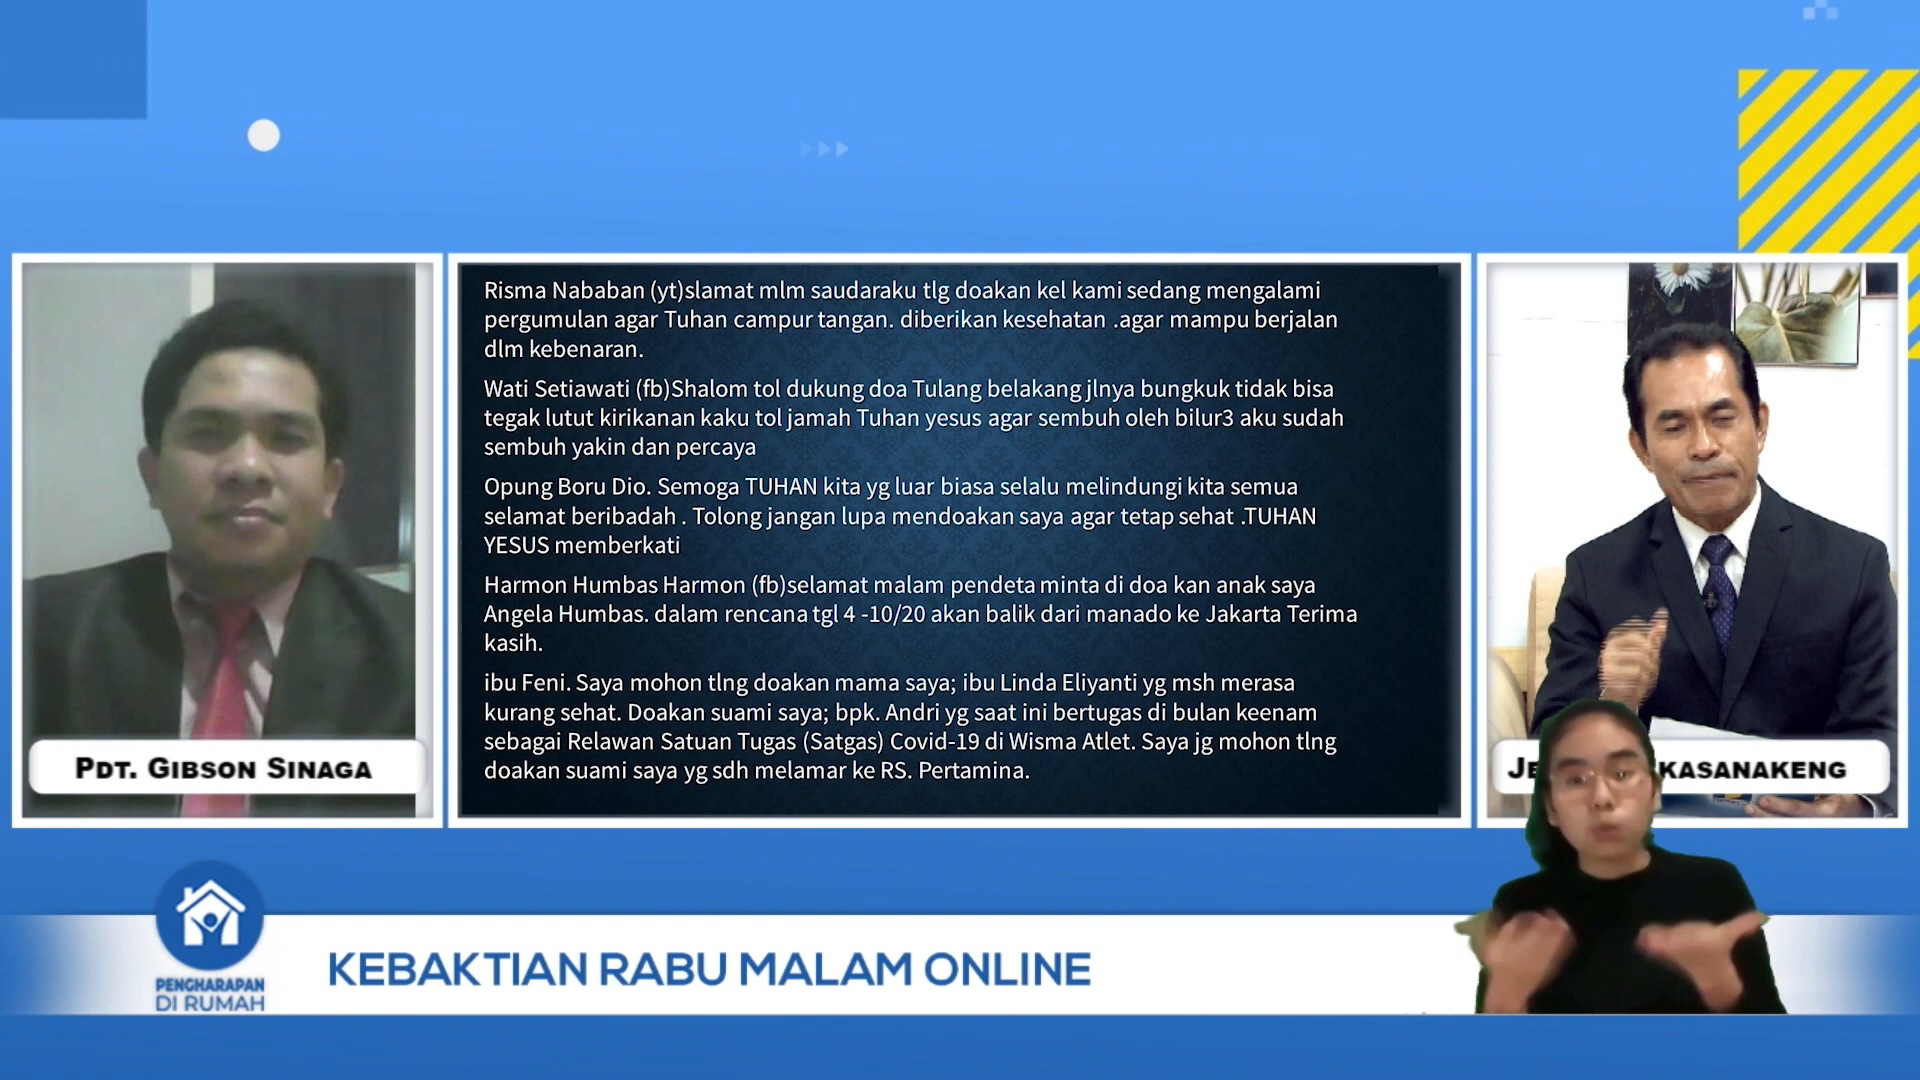 Risma Nababan (yt)slamat mlm saudaraku tlg doakan kel kami sedang mengalami
pergumulan agar Tuhan campur tangan. diberikan kesehatan .agar mampu berjalan
dlm kebenaran.
Wati Setiawati (fb)Shalom tol dukung doa Tulang belakang jlnya bungkuk tidak bisa
tegak lutut kirikanan kaku tol jamah Tuhan yesus agar sembuh oleh bilur3 aku sudah
sembuh yakin dan percaya
Opung Boru Dio. Semoga TUHAN kita yg luar biasa selalu melindungi kita semua
selamat beribadah . Tolong jangan lupa mendoakan saya agar tetap sehat .TUHAN
YESUS memberkati
Harmon Humbas Harmon (fb)selamat malam pendeta minta di doa kan anak saya
Angela Humbas. dalam rencana tgl 4 -10/20 akan balik dari manado ke Jakarta Terima
kasih.
ibu Feni. Saya mohon tlng doakan mama saya; ibu Linda Eliyanti yg msh merasa
kurang sehat. Doakan suami saya; bpk. Andri yg saat ini bertugas di bulan keenam
sebagai Relawan Satuan Tugas (Satgas) Covid-19 di Wisma Atlet. Saya jg mohon tlng
doakan suami saya yg sdh melamar ke RS. Pertamina.
PDT. GIBSON SINAGA
KEBAKTIAN RABU MALAM ONLINE
PENGHARAPAN
DI RUMAH